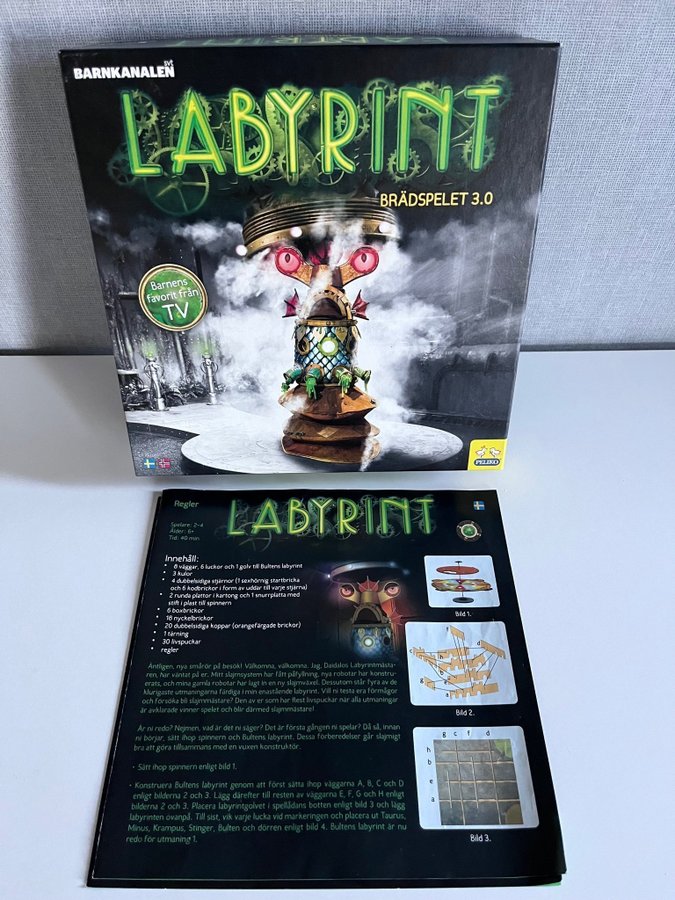 svt
BARNKANALEN
LABYRINT
BRÄDSPELET 3.0
Barnens
favorit från
TV
PELIKO
Regler
LABYRINT
Spelare: 2-4
Ålder: 6+
Tid: 40 min
Innehåll:
• 8 väggar, 6 luckor och 1 golv till Bultens labyrint
• 3 kulor
• 4 dubbelsidiga stjärnor (1 sexhörnig startbricka
och 6 kodbrickor i form av uddar till varje stjärna)
• 2 runda plattor i kartong och 1 snurrplatta med
stift i plast till spinnern
• 6 boxbrickor
• 18 nyckelbrickor
• 20 dubbelsidiga koppar (orangefärgade brickor)
• 1 tärning
• 30 livspuckar
• regler
Bild 1.
Äntligen, nya smårör på besök! Välkomna, välkomna. Jag, Daidalos Labyrintmästa-
ren, har väntat på er. Mitt slajmsystem har fått påfyllning, nya robotar har konstru-
erats, och mina gamla robotar har lagt in en ny slajmväxel. Dessutom står fyra av de
klurigaste utmaningarna färdiga i min enastående labyrint. Vill ni testa era förmågor
och försöka bli slajmmästare? Den av er som har flest livspuckar när alla utmaningar
är avklarade vinner spelet och blir därmed slajmmästare!
Bild 2.
Är ni redo? Nejmen, vad är det ni säger? Det är första gången ni spelar? Då så, innan
ni börjar, sätt ihop spinnern och Bultens labyrint. Dessa förberedelser går slajmigt
bra att göra tillsammans med en vuxen konstruktör.
• Sätt ihop spinnern enligt bild 1.
• Konstruera Bultens labyrint genom att först sätta ihop väggarna A, B, C och D
enligt bilderna 2 och 3. Lägg därefter till resten av väggarna E, F, G och H enligt
bilderna 2 och 3. Placera labyrintgolvet i spellådans botten enligt bild 3 och lägg
labyrinten ovanpå. Till sist, vik varje lucka vid markeringen och placera ut Taurus,
Minus, Krampus, Stinger, Bulten och dörren enligt bild 4. Bultens labyrint är nu
redo för utmaning 1.
g c f d
h
b
e
a
Bild 3.